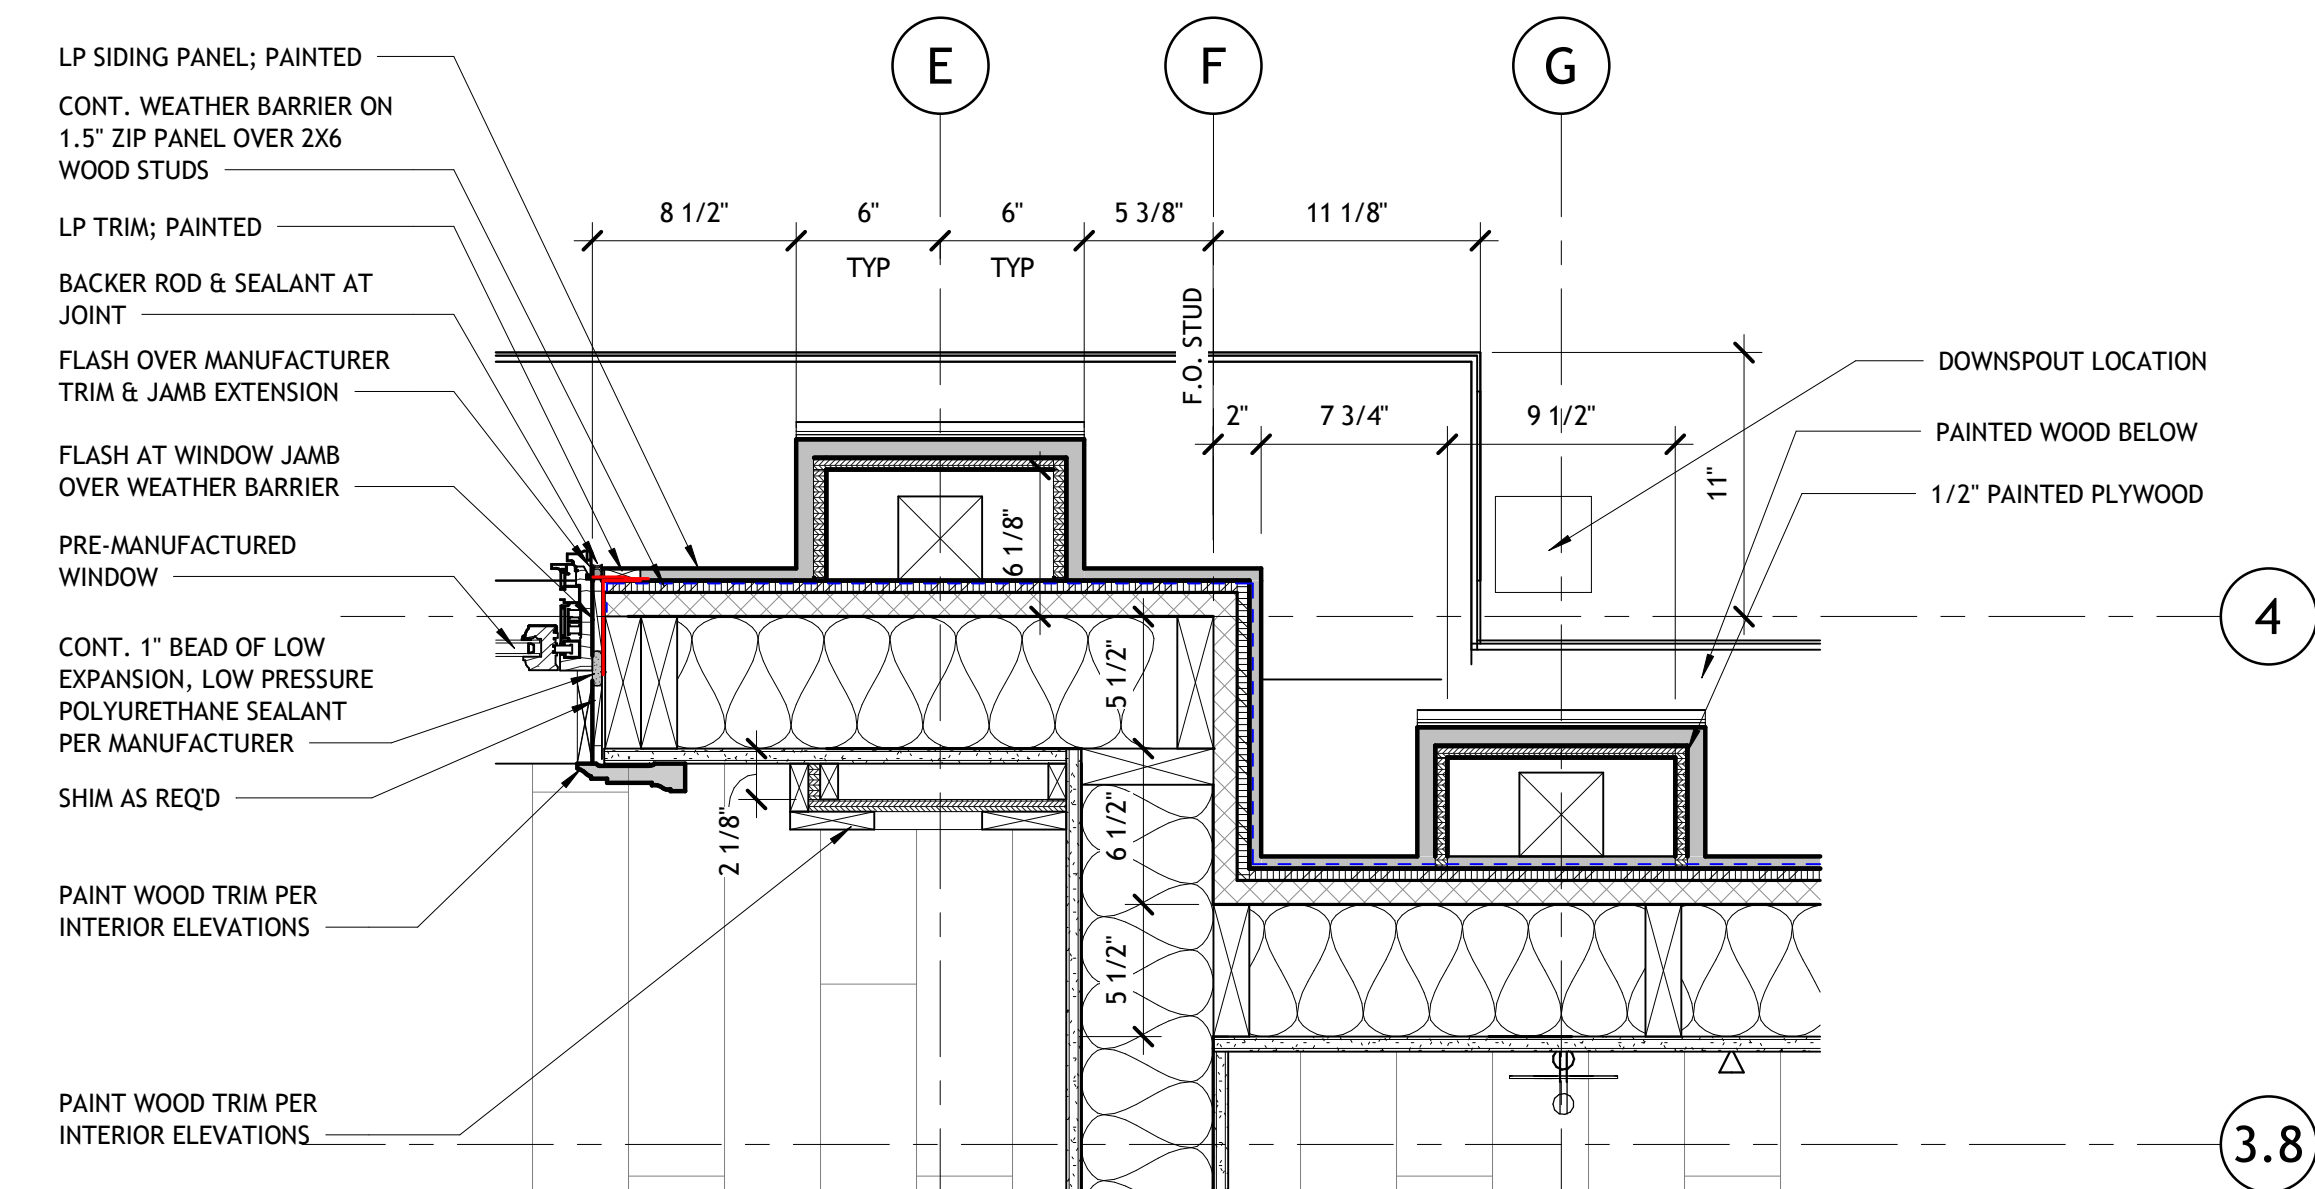 E
F
G
LP SIDING PANEL; PAINTED
CONT. WEATHER BARRIER ON
1.5" ZIP PANEL OVER 2X6
WOOD STUDS
LP TRIM; PAINTED
BACKER ROD & SEALANT AT
JOINT
FLASH OVER MANUFACTURER
TRIM & JAMB EXTENSION
FLASH AT WINDOW JAMB
OVER WEATHER BARRIER
PRE-MANUFACTURED
WINDOW
CONT. 1" BEAD OF LOW
EXPANSION, LOW PRESSURE
POLYURETHANE SEALANT
PER MANUFACTURER
SHIM AS REQ'D
PAINT WOOD TRIM PER
INTERIOR ELEVATIONS
PAINT WOOD TRIM PER
INTERIOR ELEVATIONS
8 1/2"
6"
6"
5 3/8"
11 1/8"
TYP
TYP
F.O. STUD
2"
7 3/4"
9 1/2"
11"
6 1/8"
5 1/2"
2 1/8"
6 1/2"
5 1/2"
DOWNSPOUT LOCATION
PAINTED WOOD BELOW
1/2" PAINTED PLYWOOD
4
3.8